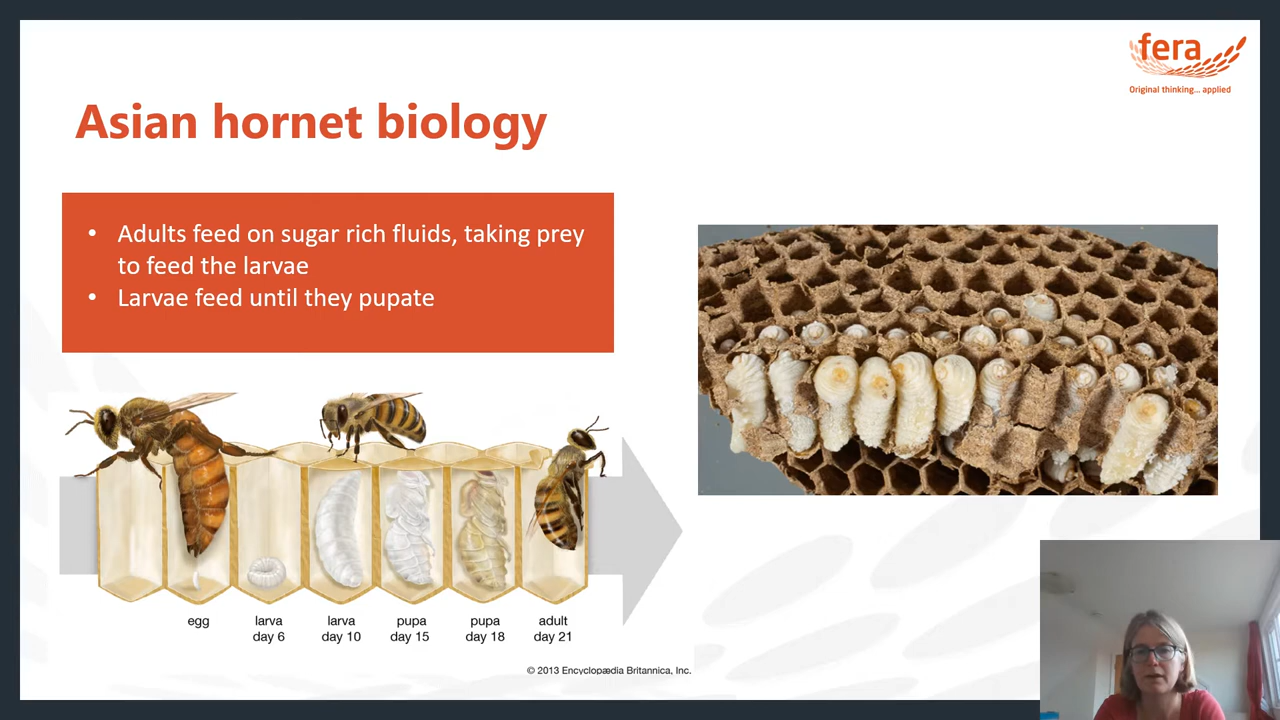 fera
Original thinking... applied
Asian hornet biology
• Adults feed on sugar rich fluids, taking prey
to feed the larvae
• Larvae feed until they pupate
egg
larva
day 6
larva
day 10
pupa
day 15
pupa
day 18
adult
day 21
© 2013 Encyclopædia Britannica, Inc.